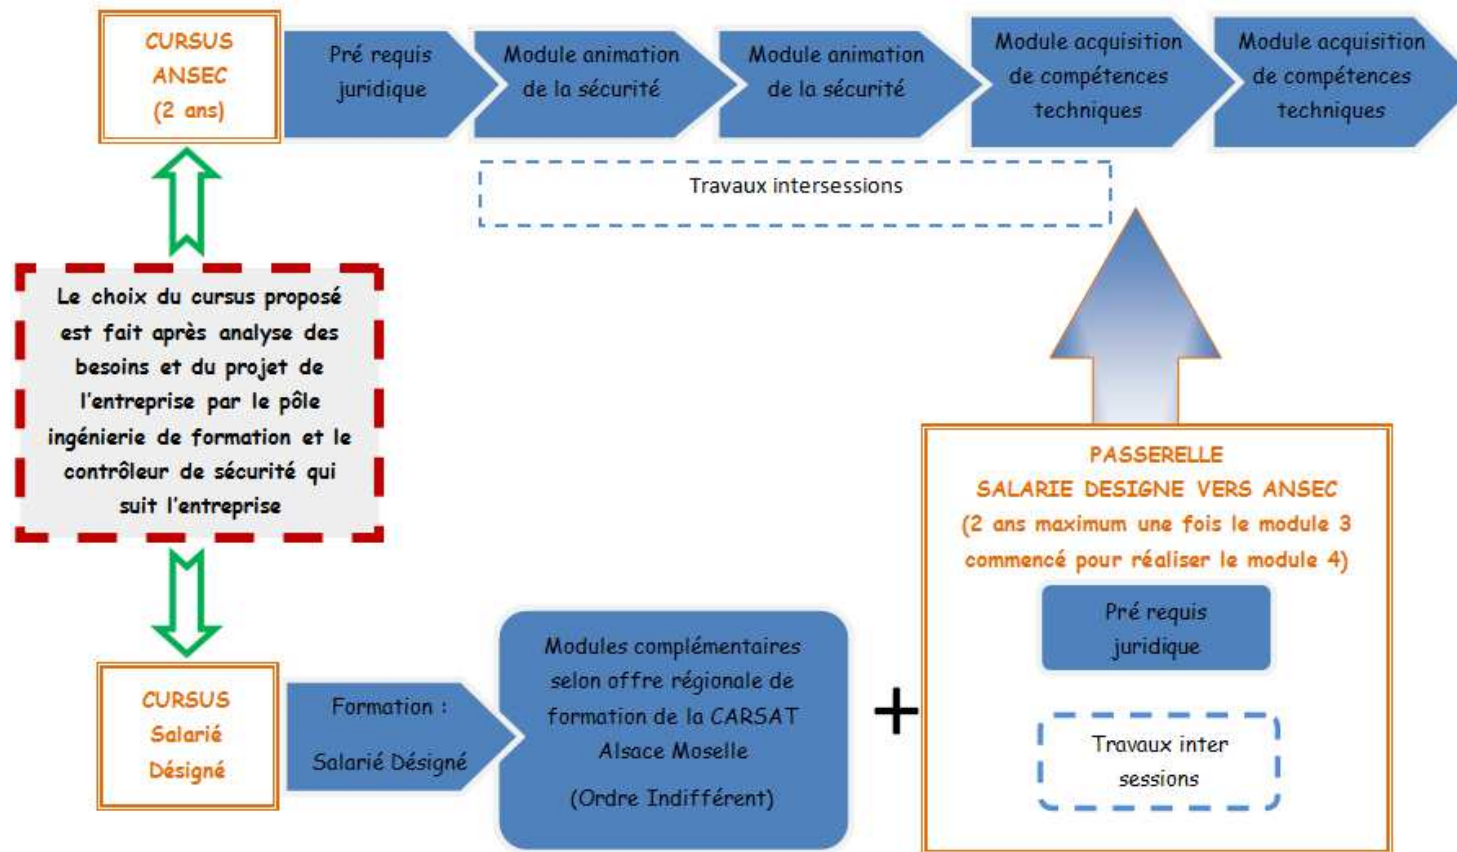 CURSUS
ANSEC
(2 ans)
Pré requis
juridique
Module animation
de la sécurité
Module animation
de la sécurité
Module acquisition
de compétences
techniques
Module acquisition
de compétences
techniques
Travaux intersessions
Le choix du cursus proposé
est fait après analyse des
besoins et du projet de
l'entreprise par le pôle
ingénierie de formation et le
contrôleur de sécurité qui
suit l'entreprise
CURSUS
Salarié
Désigné
Formation :
Salarié Désigné
Modules complémentaires
selon offre régionale de
formation de la CARSAT
Alsace Moselle
(Ordre Indifférent)
+
PASSERELLE
SALARIE DESIGNE VERS ANSEC
(2 ans maximum une fois le module 3
commencé pour réaliser le module 4)
Pré requis
juridique
Travaux inter
sessions